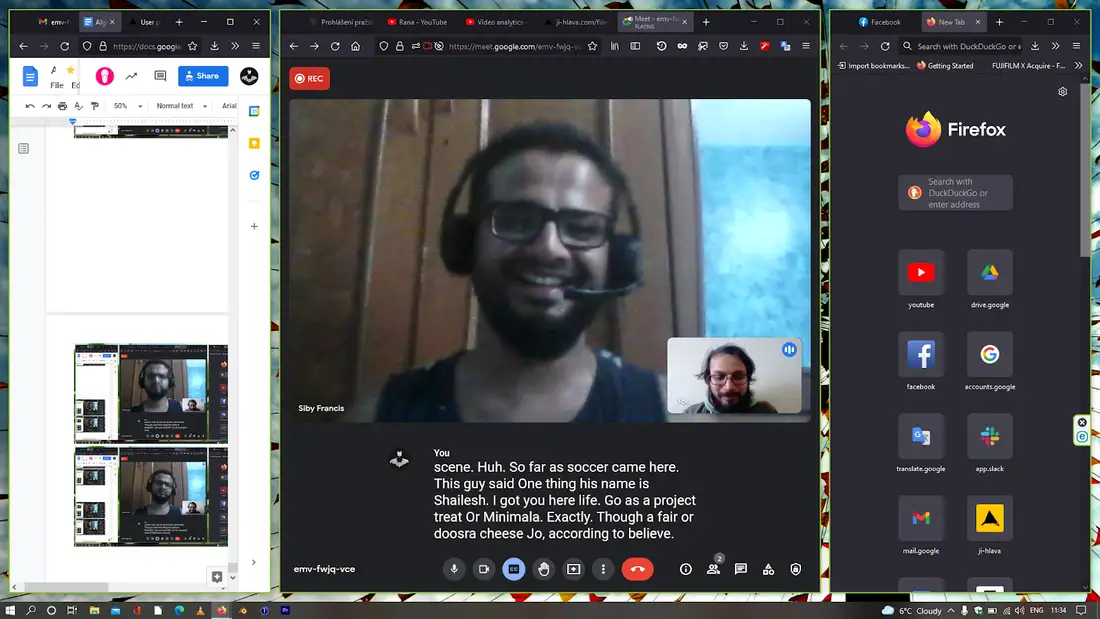 emv-f
Alg
User p
https://docs.google
A
File
Ed
Share
50%
Normal text
Arial
Prohlášení praž
Rana – YouTube
Video analytics -
ji-hlava.com/film
Meet – emv-f
PLAYING
https://meet.google.com/emv-fwjq-vc
REC
Siby Francis
You
You
scene. Huh. So far as soccer came here.
This guy said One thing his name is
Shailesh. I got you here life. Go as a project
treat Or Minimala. Exactly. Though a fair or
doosra cheese Jo, according to believe.
emv-fwjq-vce
2
Facebook
New Tab
Search with DuckDuckGo or e
Import bookmarks...
Getting Started
FUJIFILM X Acquire - F...
Firefox
Search with
DuckDuckGo or
enter address
youtube
drive.google
facebook
accounts.google
translate.google
app.slack
mail.google
ji-hlava
6°C Cloudy
ENG
11:34